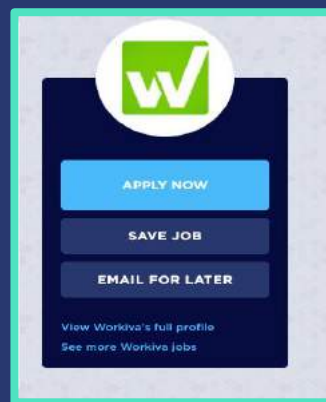 W
APPLY NOW
SAVE JOB
EMAIL FOR LATER
View Workiva's full profile
See more Workiva jobs